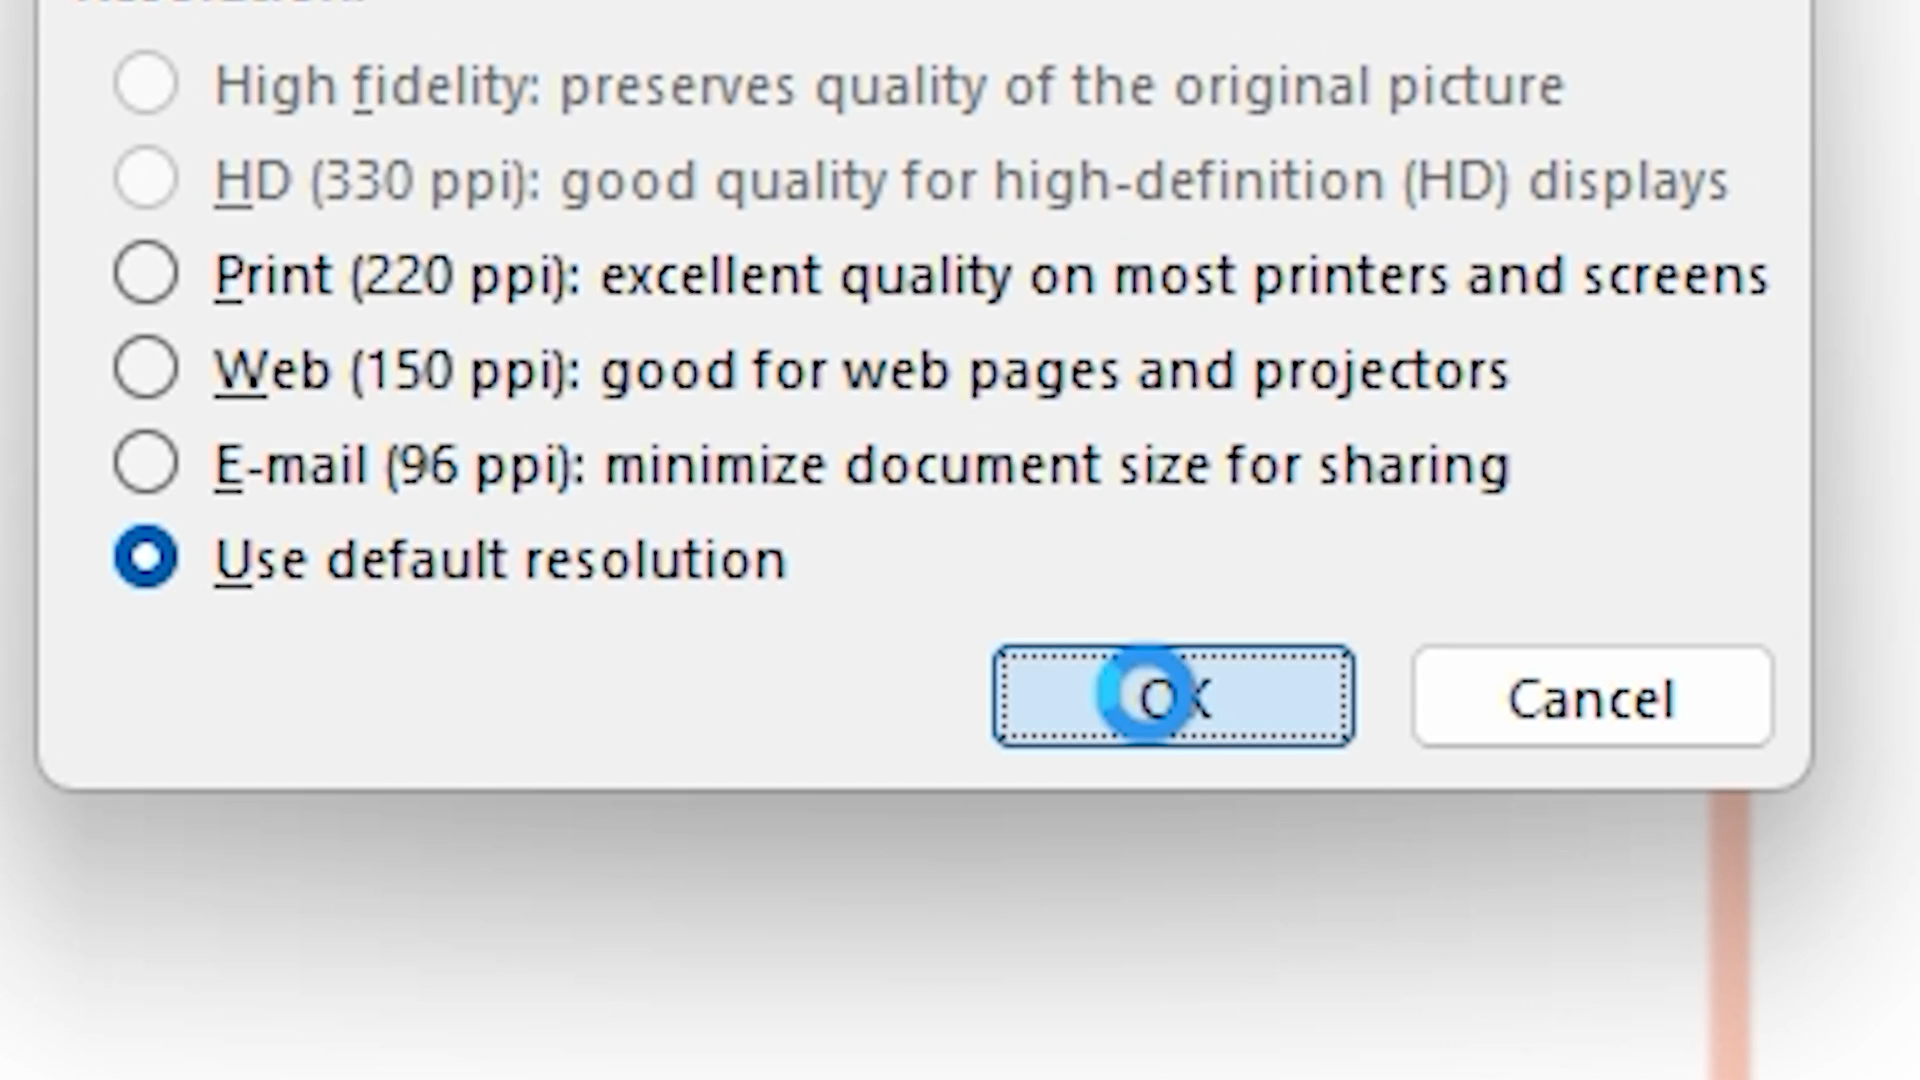 High fidelity: preserves quality of the original picture
HD (330 ppi): good quality for high-definition (HD) displays
Print (220 ppi): excellent quality on most printers and screens
Web (150 ppi): good for web pages and projectors
E-mail (96 ppi): minimize document size for sharing
Use default resolution
OK
Cancel